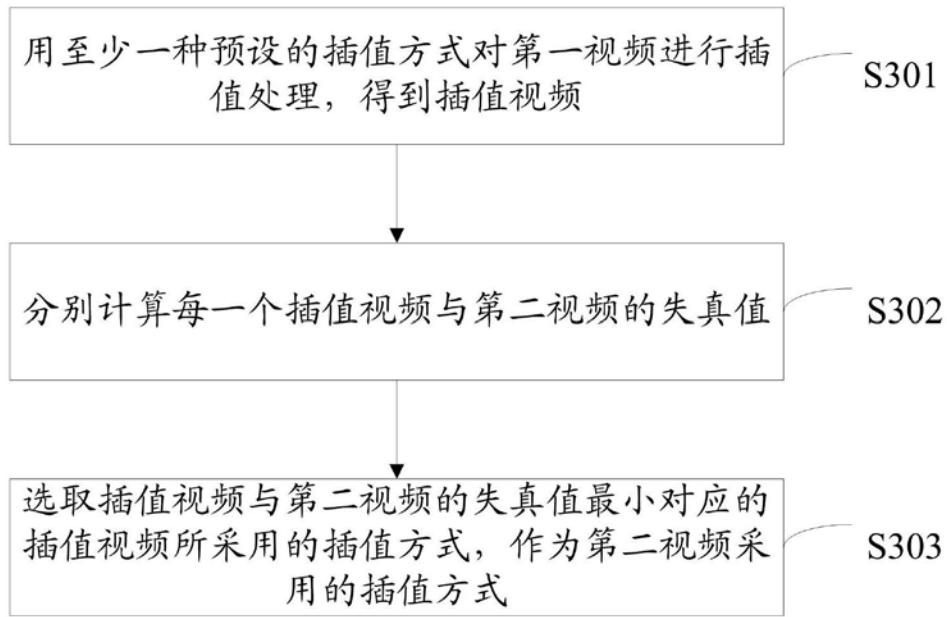 用至少一种预设的插值方式对第一视频进行插
值处理，得到插值视频
S301
分别计算每一个插值视频与第二视频的失真值
S302
选取插值视频与第二视频的失真值最小对应的
插值视频所采用的插值方式，作为第二视频采
用的插值方式
S303